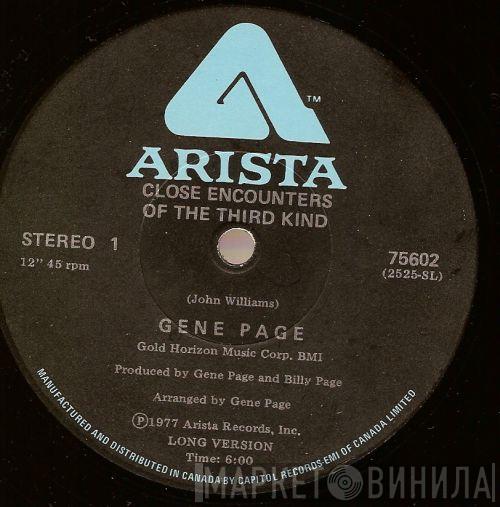 TM
ARISTA
CLOSE ENCOUNTERS
OF THE THIRD KIND
STEREO 1
12" 45 rpm
75602
(2525-SL)
(John Williams)
GENE PAGE
Gold Horizon Music Corp. BMI
Produced by Gene Page and Billy Page
Arranged by Gene Page
Ⓟ1977 Arista Records, Inc.
LONG VERSION
Time: 6:00
MANUFACTURED AND DISTRIBUTED IN CANADA BY CAPITOL RECORDS-EMI OF CANADA LIMITED
МАРКЕТ ВИНИЛА